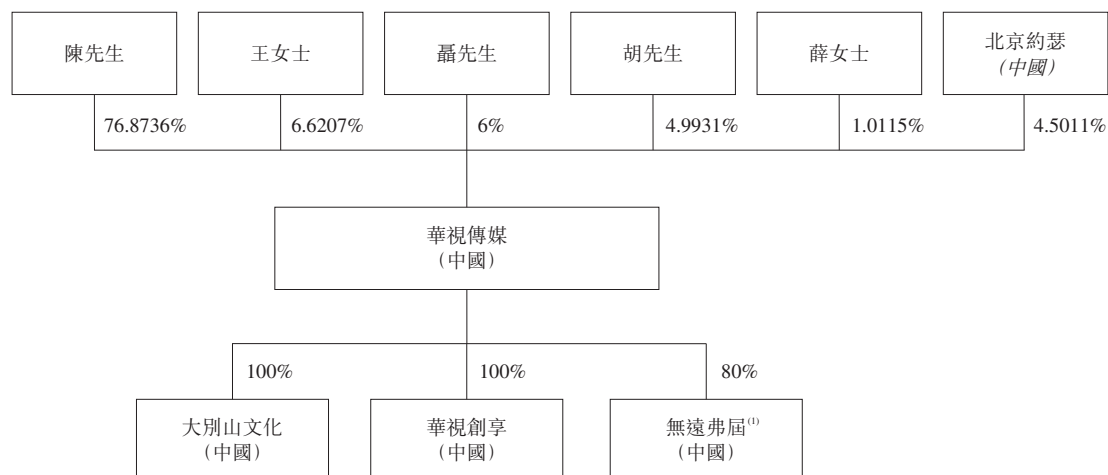 陳先生
王女士
聶先生
胡先生
薛女士
北京約瑟
(中國)
76.8736%
6.6207%
6%
4.9931%
1.0115%
4.5011%
華視傳媒
（中國）
100%
100%
80%
大別山文化
（中國）
華視創享
（中國）
無遠弗屆(1)
（中國）